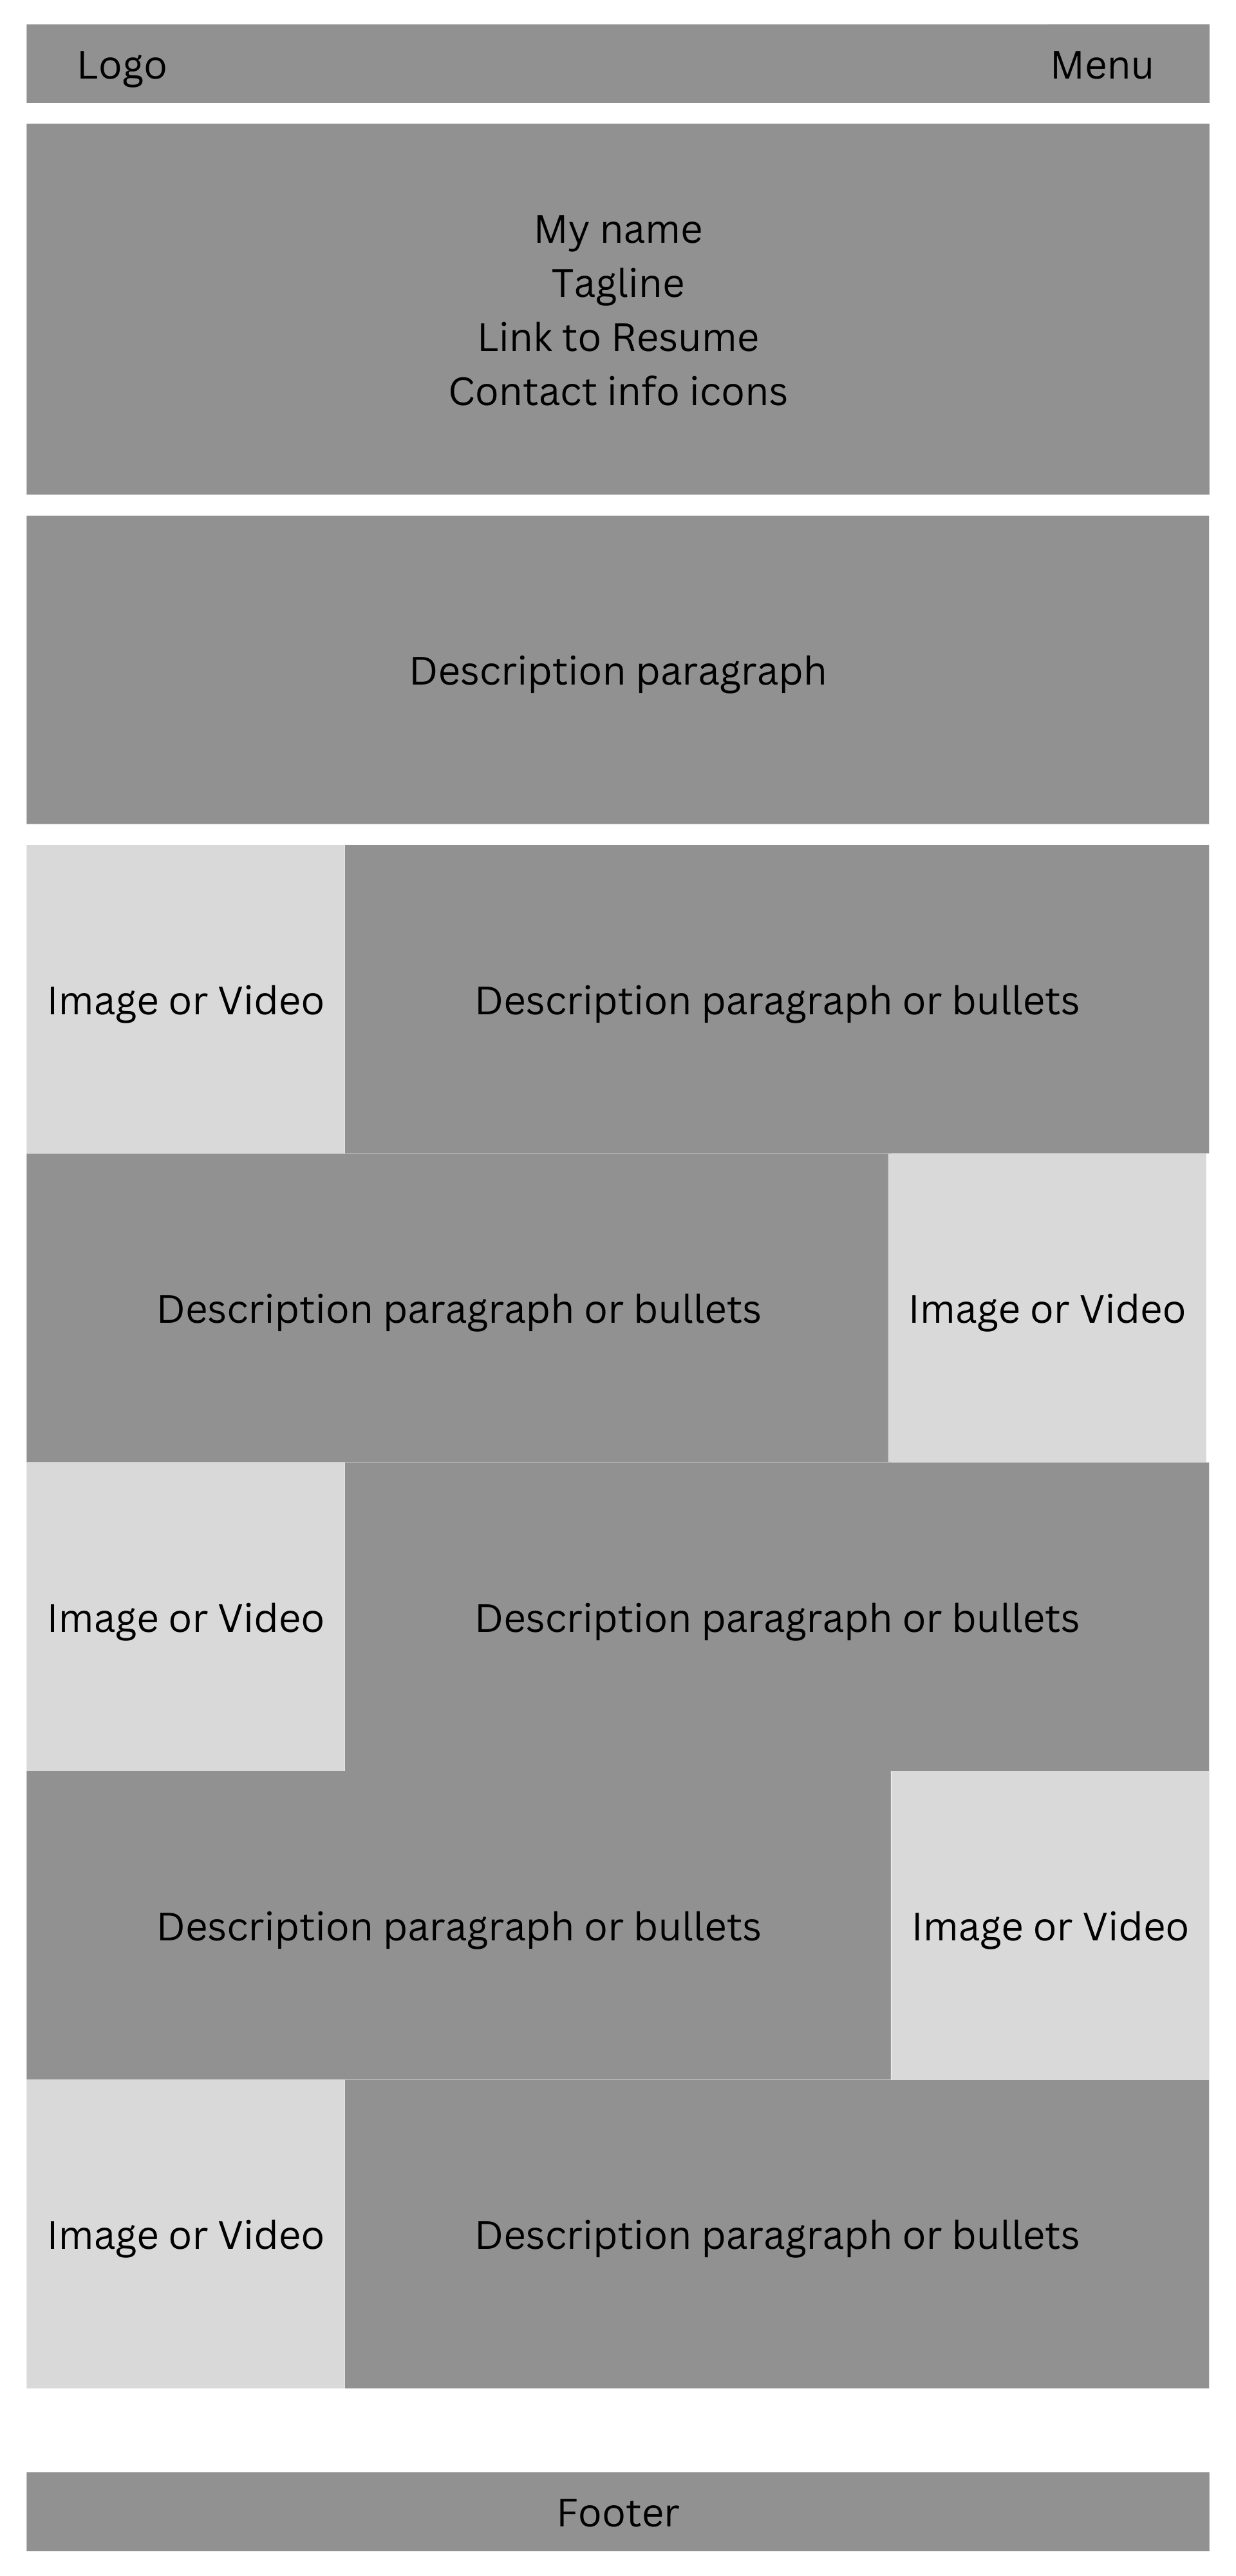 Logo
Menu
My name
Tagline
Link to Resume
Contact info icons
Description paragraph
Image or Video
Description paragraph or bullets
Description paragraph or bullets
Image or Video
Image or Video
Description paragraph or bullets
Description paragraph or bullets
Image or Video
Image or Video
Description paragraph or bullets
Footer